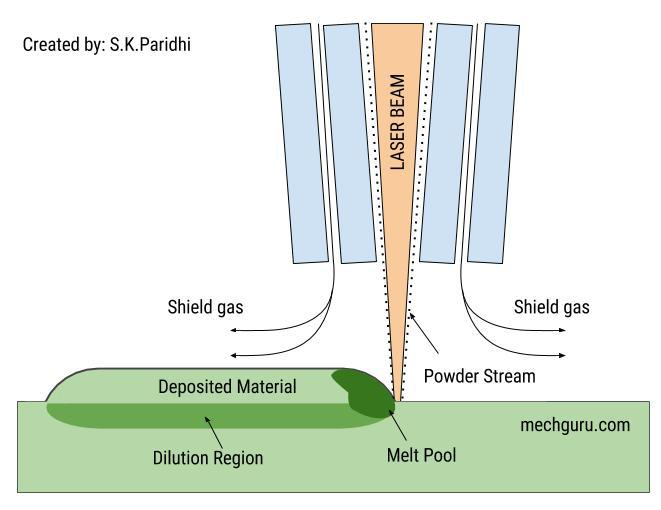 Created by: S.K.Paridhi
LASER BEAM
Shield gas
Shield gas
Powder Stream
Deposited Material
mechguru.com
Dilution Region
Melt Pool